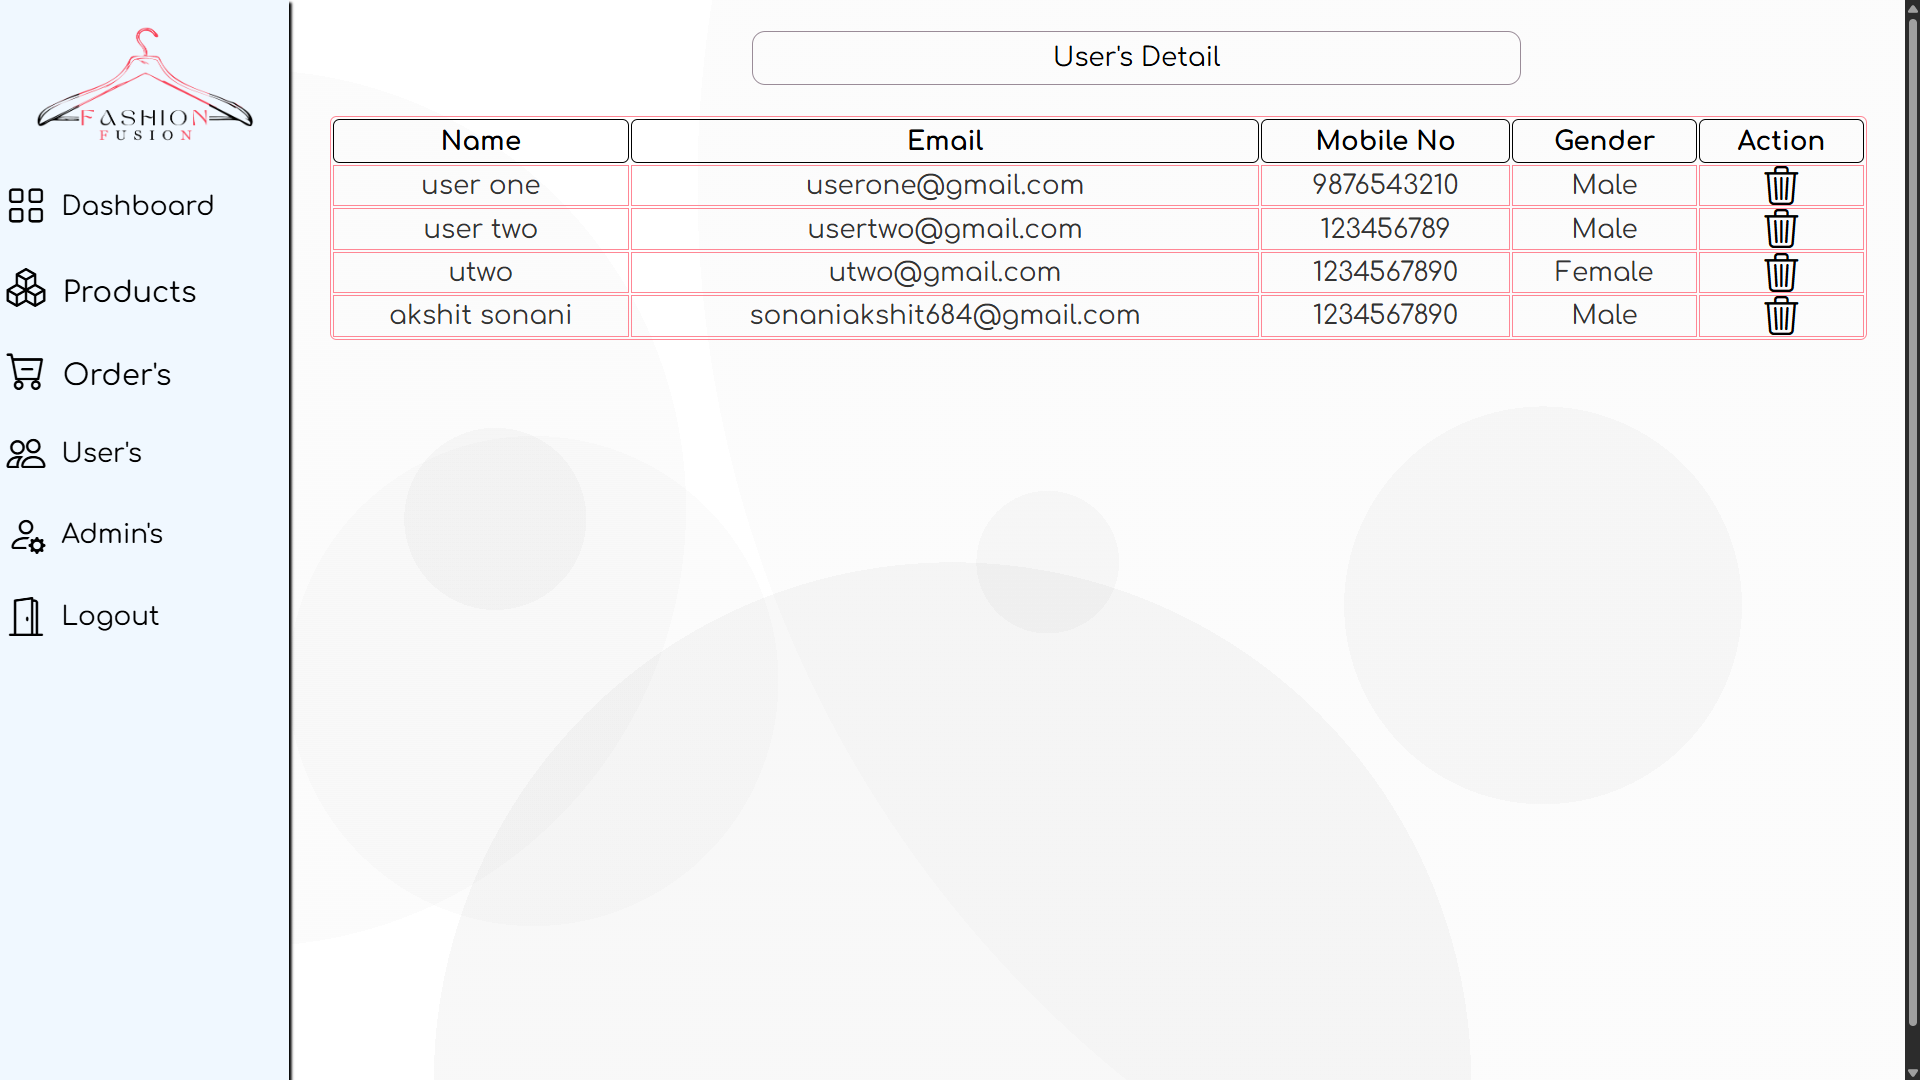 FASHION
FUSION
Dashboard
Products
Order's
User's
Admin's
Logout
User's Detail
Name Email Mobile No Gender Action
user one userone@gmail.com 9876543210 Male
user two usertwo@gmail.com 123456789 Male
utwo utwo@gmail.com 1234567890 Female
akshit sonani sonaniakshit684@gmail.com 1234567890 Male